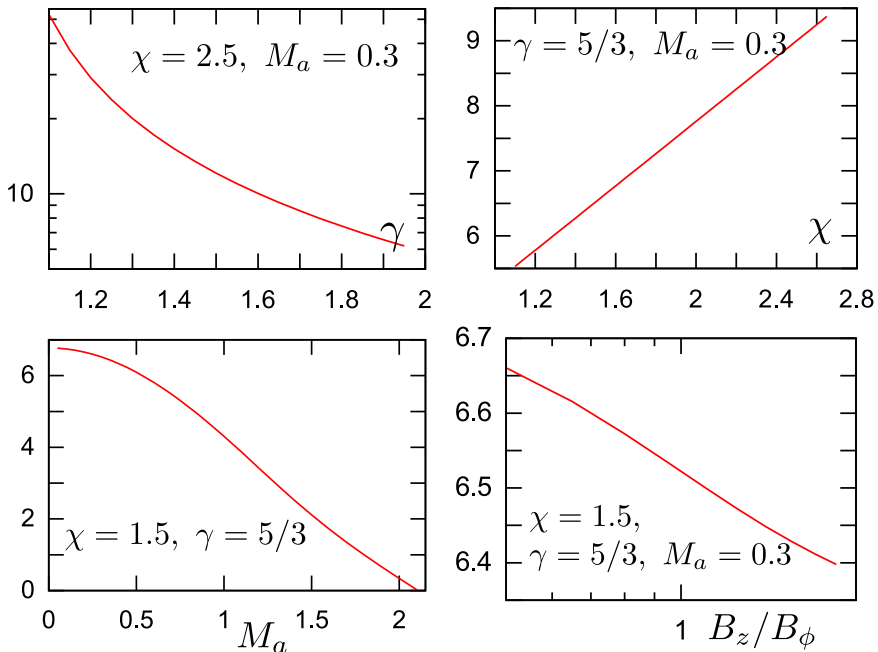 χ = 2.5, M_a = 0.3
10
γ
1.2 1.4 1.6 1.8 2
γ = 5/3, M_a = 0.3
9
8
7
6
χ
1.2 1.6 2 2.4 2.8
6
4
2
0
χ = 1.5, γ = 5/3
0 0.5 1 1.5 2
M_a
6.7
6.6
6.5
6.4
χ = 1.5,
γ = 5/3, M_a = 0.3
1 B_z/B_ϕ